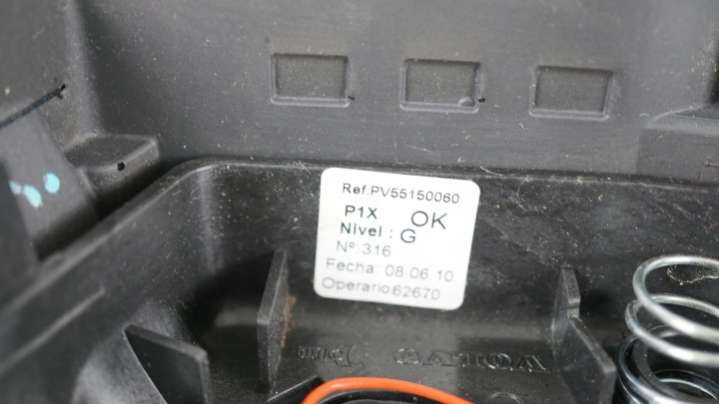 Ref.PV55150060
P1X OK
Nivel : G
Nº 316
Fecha: 08.06.10
Operario:62670